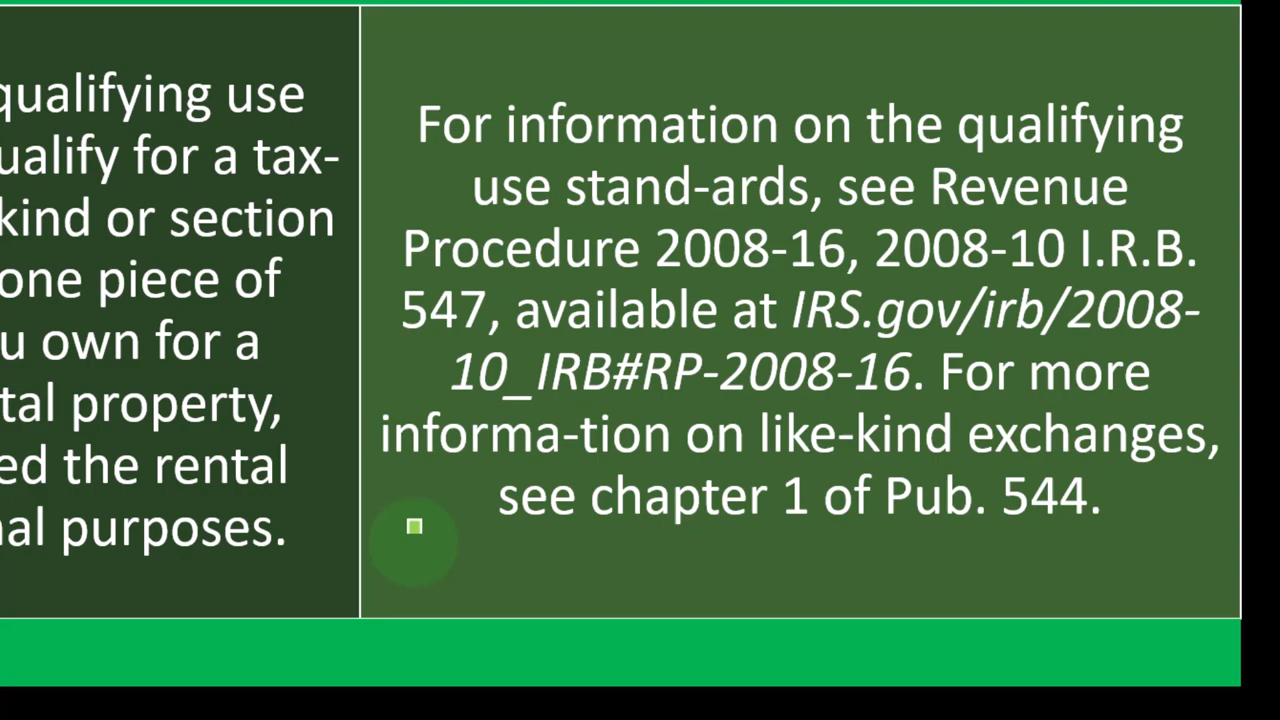 qualifying use
ualify for a tax-
kind or section
one piece of
u own for a
tal property,
ed the rental
nal purposes.
For information on the qualifying
use stand-ards, see Revenue
Procedure 2008-16, 2008-10 I.R.B.
547, available at IRS.gov/irb/2008-
10_IRB#RP-2008-16. For more
informa-tion on like-kind exchanges,
see chapter 1 of Pub. 544.